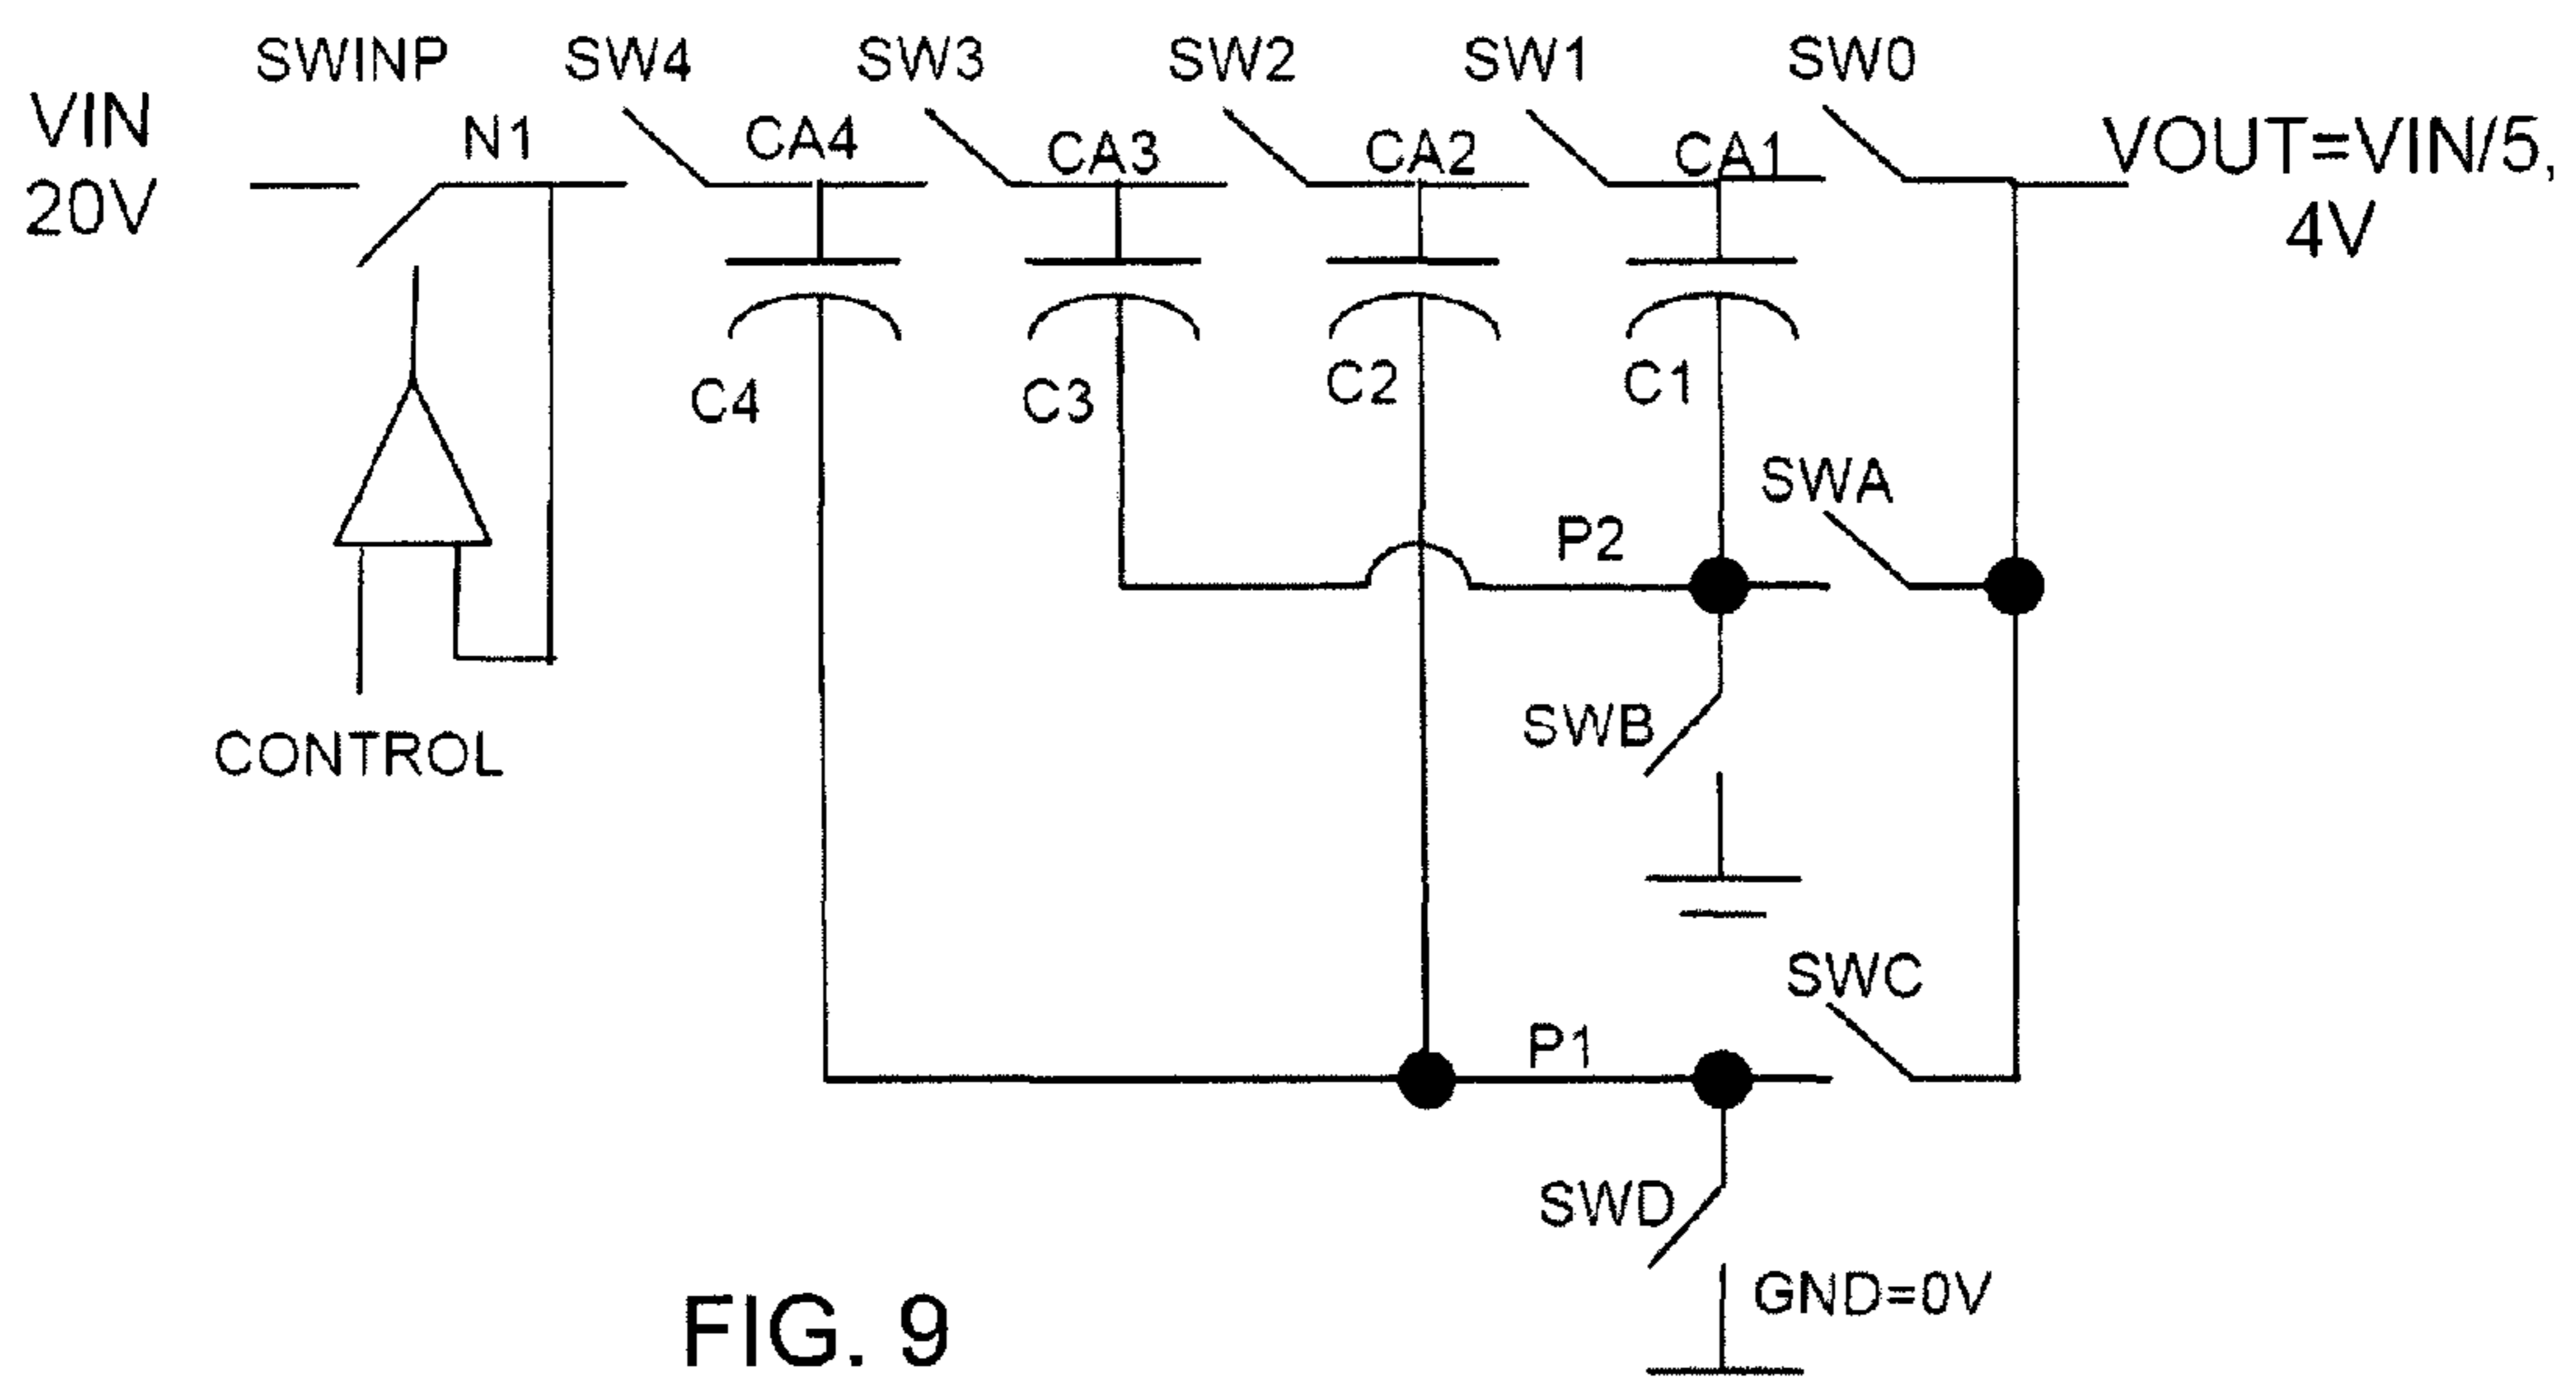 SWINP SW4 SW3 SW2 SW1 SW0
VIN
20V
N1
CA4
CA3
CA2
CA1
VOUT=VIN/5,
4V
C4
C3
C2
C1
SWA
P2
SWB
CONTROL
SWC
P1
SWD
GND=0V
FIG. 9